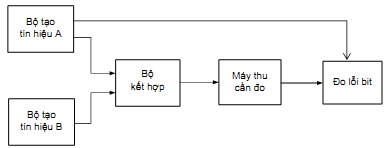 Bộ tạo
tín hiệu A
Bộ
kết hợp
Máy thu
cần đo
Đo lỗi bit
Bộ tạo
tín hiệu B